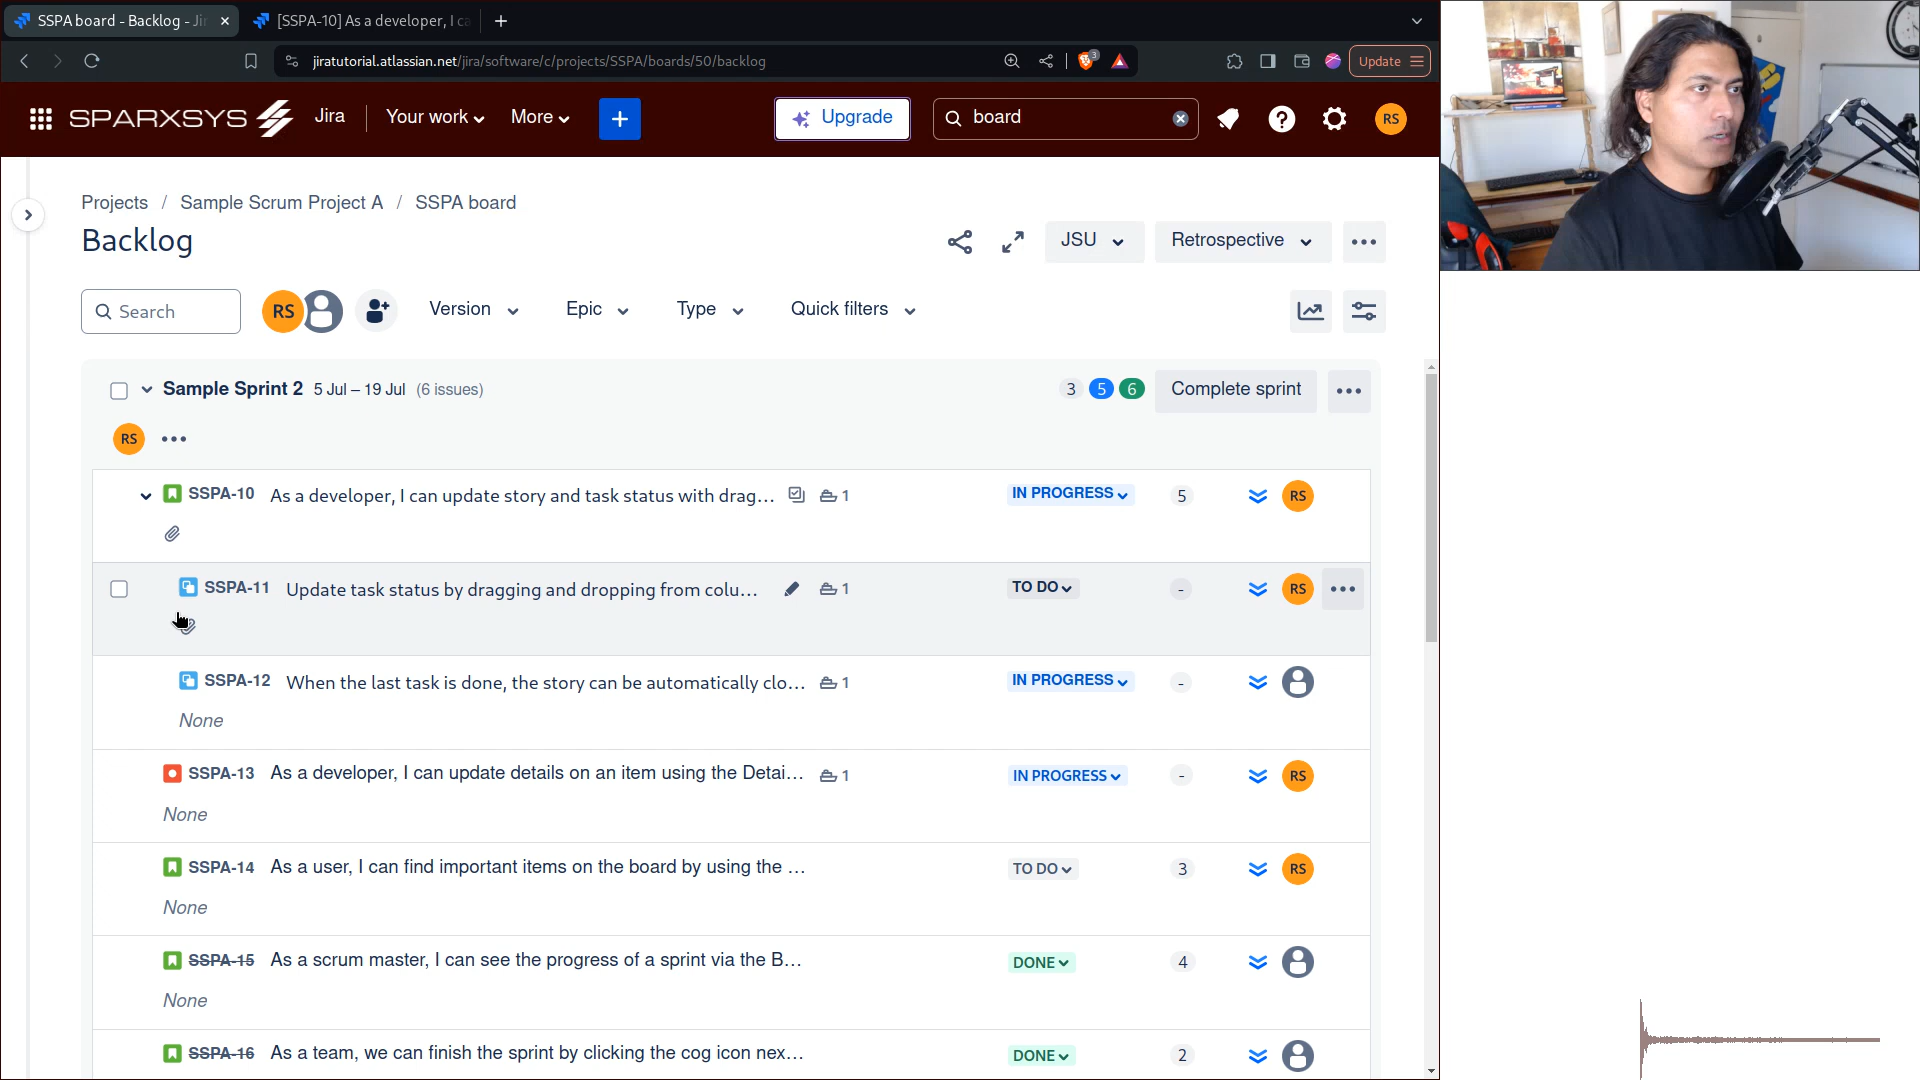 SSPA board - Backlog - Ji
[SSPA-10] As a developer, I ca
jiratutorial.atlassian.net/jira/software/c/projects/SSPA/boards/50/backlog
3
Update
SPARXSYS
Jira
Your work
More
Upgrade
board
RS
Projects / Sample Scrum Project A / SSPA board
Backlog
JSU
Retrospective
Search
RS
Version
Epic
Type
Quick filters
Sample Sprint 2 5 Jul – 19 Jul (6 issues)
3 5 6
Complete sprint
RS
SSPA-10 As a developer, I can update story and task status with drag... 1 IN PROGRESS 5 RS
SSPA-11 Update task status by dragging and dropping from colu... 1 TO DO - RS
SSPA-12 When the last task is done, the story can be automatically clo... 1 IN PROGRESS -
None
SSPA-13 As a developer, I can update details on an item using the Detai... 1 IN PROGRESS - RS
None
SSPA-14 As a user, I can find important items on the board by using the ... TO DO 3 RS
None
SSPA-15 As a scrum master, I can see the progress of a sprint via the B... DONE 4
None
SSPA-16 As a team, we can finish the sprint by clicking the cog icon nex... DONE 2